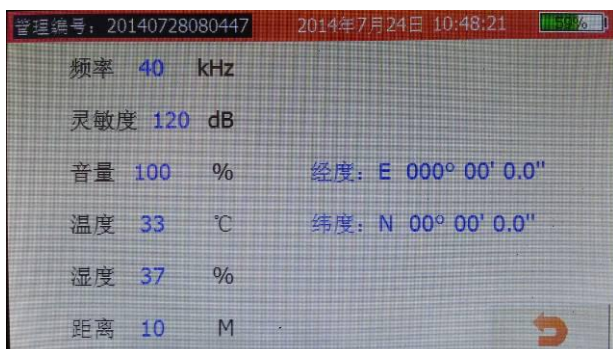 管理编号：20140728080447 2014年7月24日 10:48:21 59%
频率 40 kHz
灵敏度 120 dB
音量 100 % 经度：E 000° 00' 0.0"
温度 33 ℃ 纬度：N 00° 00' 0.0"
湿度 37 %
距离 10 M